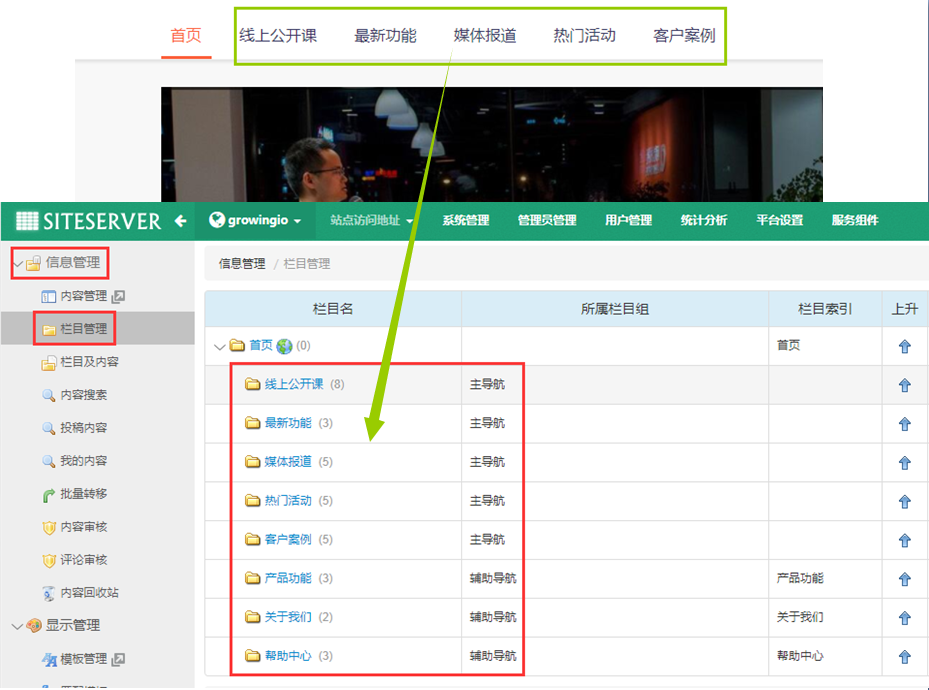 首页 线上公开课 最新功能 媒体报道 热门活动 客户案例
SITESERVER growingio 站点访问地址 系统管理 管理员管理 用户管理 统计分析 平台设置 服务组件
信息管理
内容管理
栏目管理
栏目及内容
内容搜索
投稿内容
我的内容
批量转移
内容审核
评论审核
内容回收站
显示管理
模板管理
信息管理 / 栏目管理
栏目名 所属栏目组 栏目索引 上升
首页 (0) 首页
线上公开课 (8) 主导航
最新功能 (3) 主导航
媒体报道 (5) 主导航
热门活动 (5) 主导航
客户案例 (5) 主导航
产品功能 (3) 辅助导航 产品功能
关于我们 (2) 辅助导航 关于我们
帮助中心 (3) 辅助导航 帮助中心